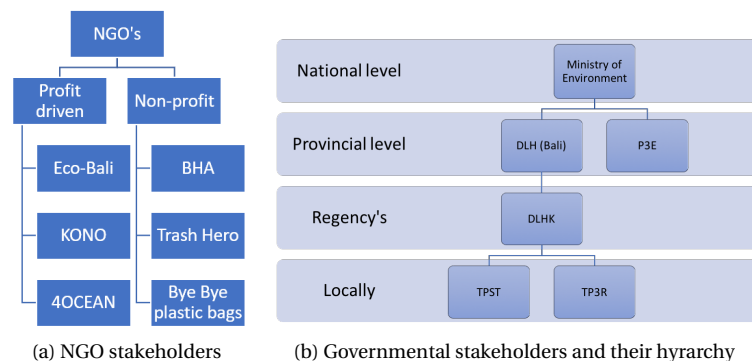 NGO's
Profit
driven
Non-profit
Eco-Bali
BHA
KONO
Trash Hero
4OCEAN
Bye Bye
plastic bags
(a) NGO stakeholders
National level
Ministry of
Environment
Provincial level
DLH (Bali)
P3E
Regency's
DLHK
Locally
TPST
TP3R
(b) Governmental stakeholders and their hyrarchy